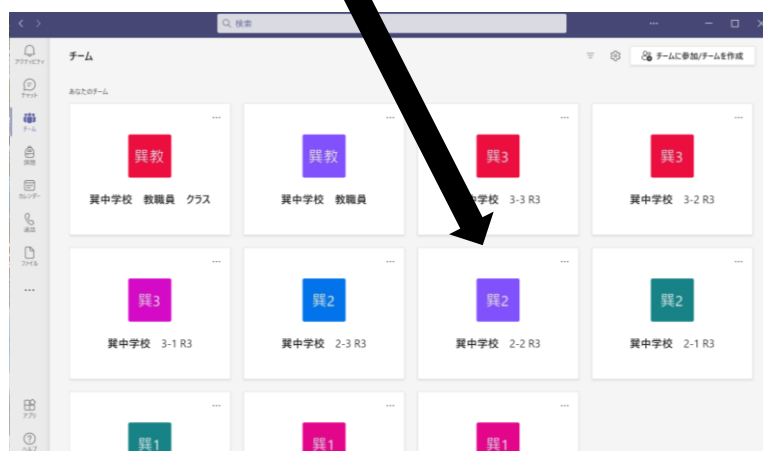 検索
アクティビティ
チーム
チームに参加/チームを作成
チャット
あなたのチーム
チーム
課題
カレンダー
通話
ファイル
巽教
巽中学校 教職員 クラス
巽教
巽中学校 教職員
巽3
中学校 3-3 R3
巽3
巽中学校 3-2 R3
巽3
巽中学校 3-1 R3
巽2
巽中学校 2-3 R3
巽2
巽中学校 2-2 R3
巽2
巽中学校 2-1 R3
アプリ
ヘルプ
巽1
巽1
巽1